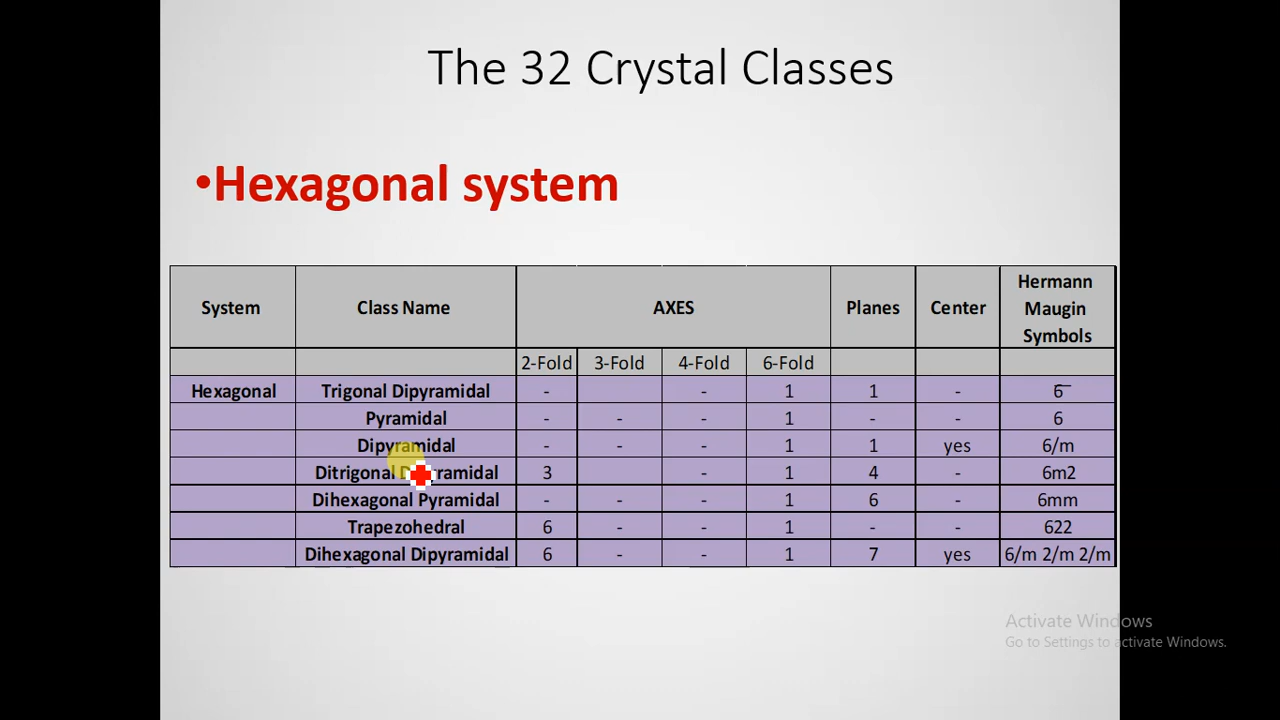 The 32 Crystal Classes
•Hexagonal system
System Class Name AXES Planes Center Hermann Maugin Symbols
2-Fold 3-Fold 4-Fold 6-Fold
Hexagonal Trigonal Dipyramidal - - 1 1 - 6̅
Pyramidal - - - 1 - - 6
Dipyramidal - - - 1 1 yes 6/m
Ditrigonal 3 - 1 4 - 6m2
Dihexagonal Pyramidal - - - 1 6 - 6mm
Trapezohedral 6 - - 1 - - 622
Dihexagonal Dipyramidal 6 - - 1 7 yes 6/m 2/m 2/m
Activate Windows
Go to Settings to activate Windows.